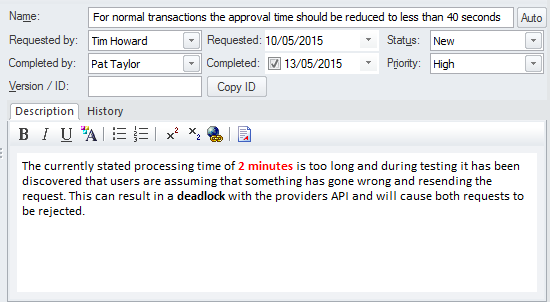 Name: For normal transactions the approval time should be reduced to less than 40 seconds Auto
Requested by: Tim Howard Requested: 10/05/2015 Status: New
Completed by: Pat Taylor Completed: 13/05/2015 Priority: High
Version / ID: Copy ID
Description History
B I U A x² x₂
The currently stated processing time of 2 minutes is too long and during testing it has been
discovered that users are assuming that something has gone wrong and resending the
request. This can result in a deadlock with the providers API and will cause both requests to
be rejected.